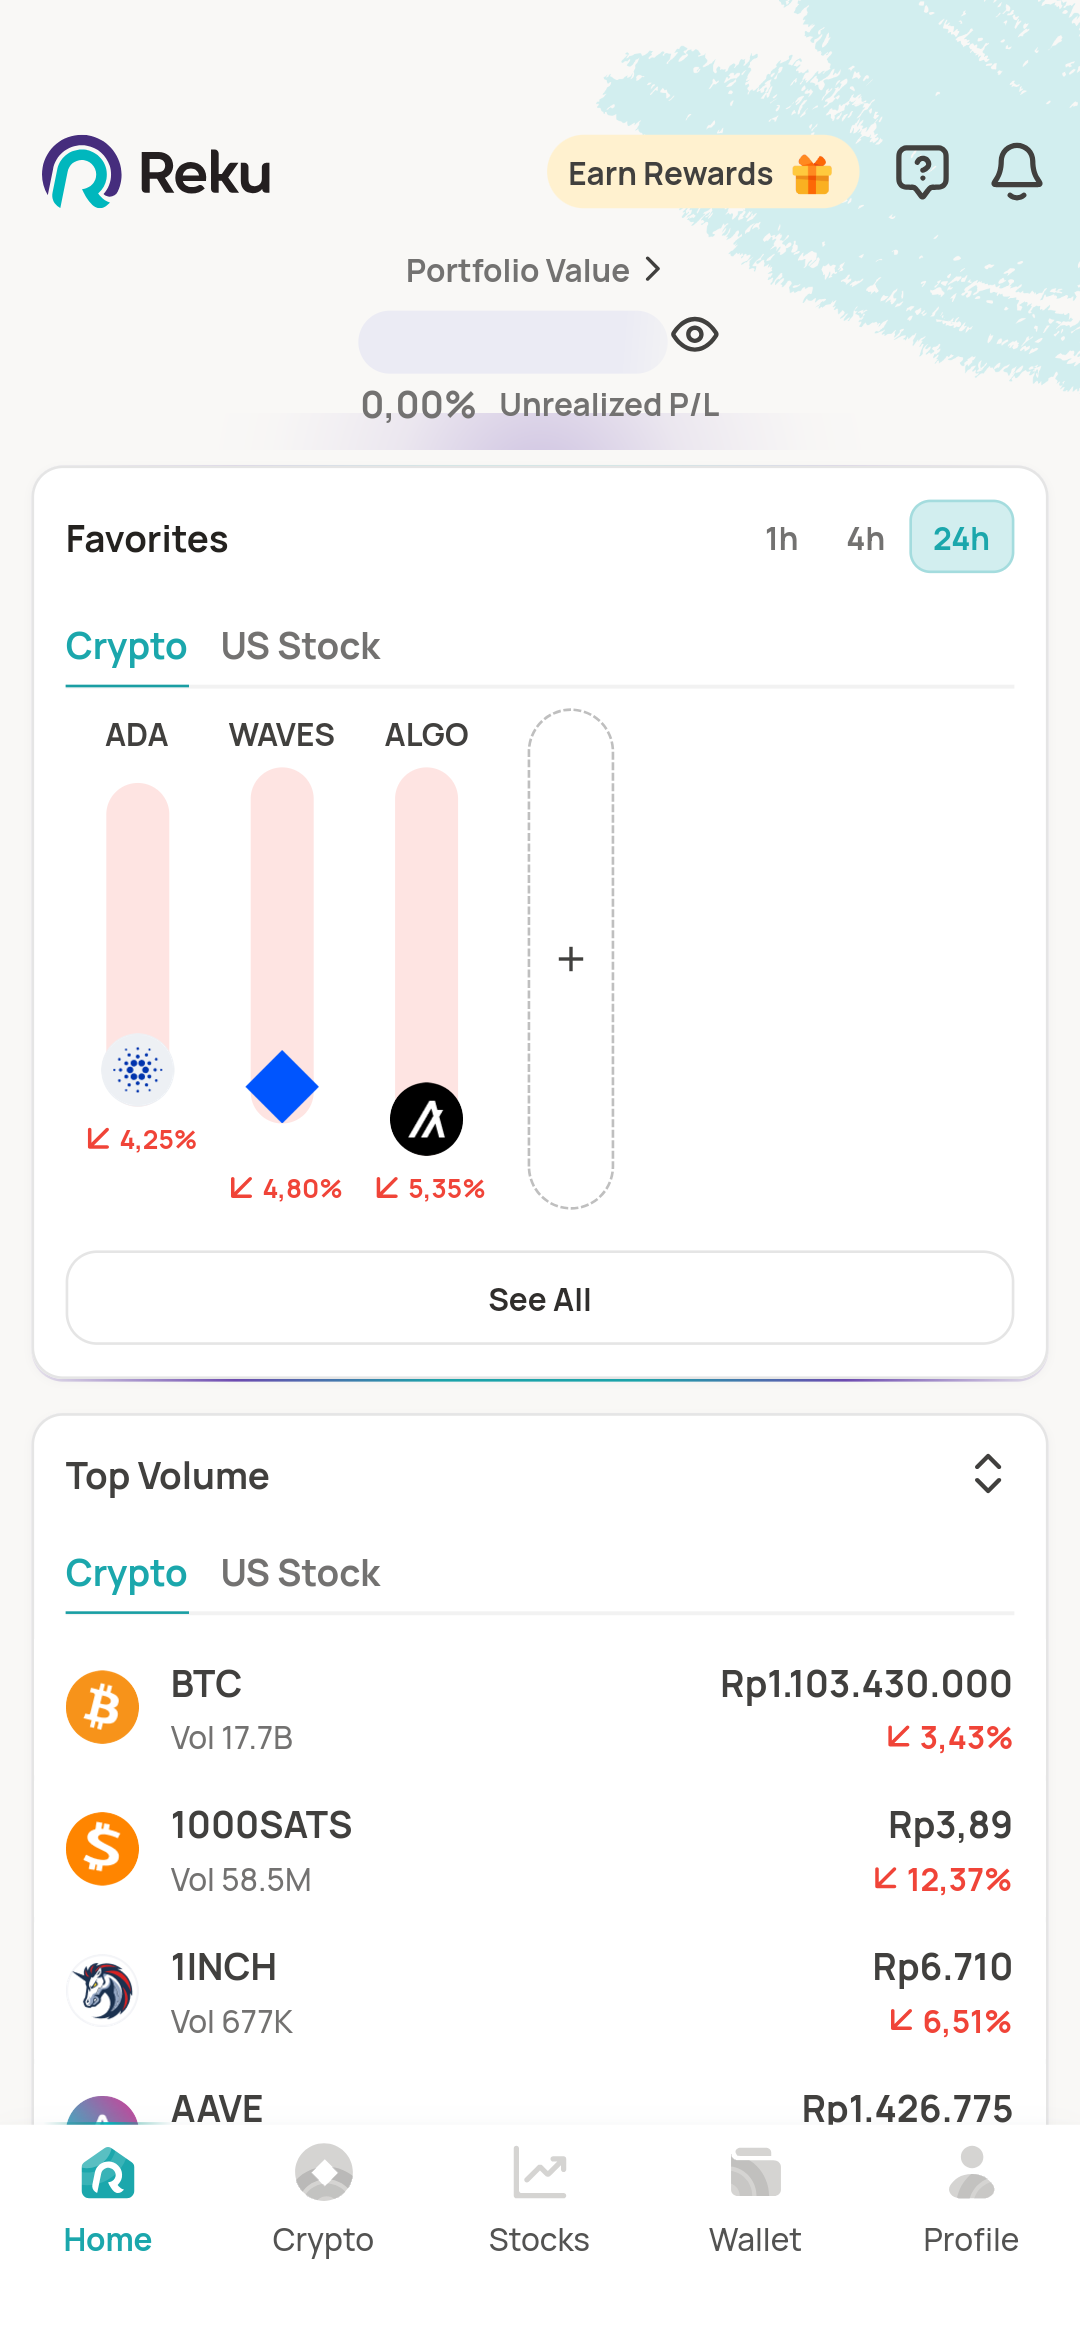 Reku
Earn Rewards
Portfolio Value
0,00% Unrealized P/L
Favorites
1h 4h 24h
Crypto US Stock
ADA WAVES ALGO
4,25%
4,80% 5,35%
See All
Top Volume
Crypto US Stock
BTC Rp1.103.430.000
Vol 17.7B 3,43%
1000SATS Rp3,89
Vol 58.5M 12,37%
1INCH Rp6.710
Vol 677K 6,51%
AAVE Rp1.426.775
Home Crypto Stocks Wallet Profile